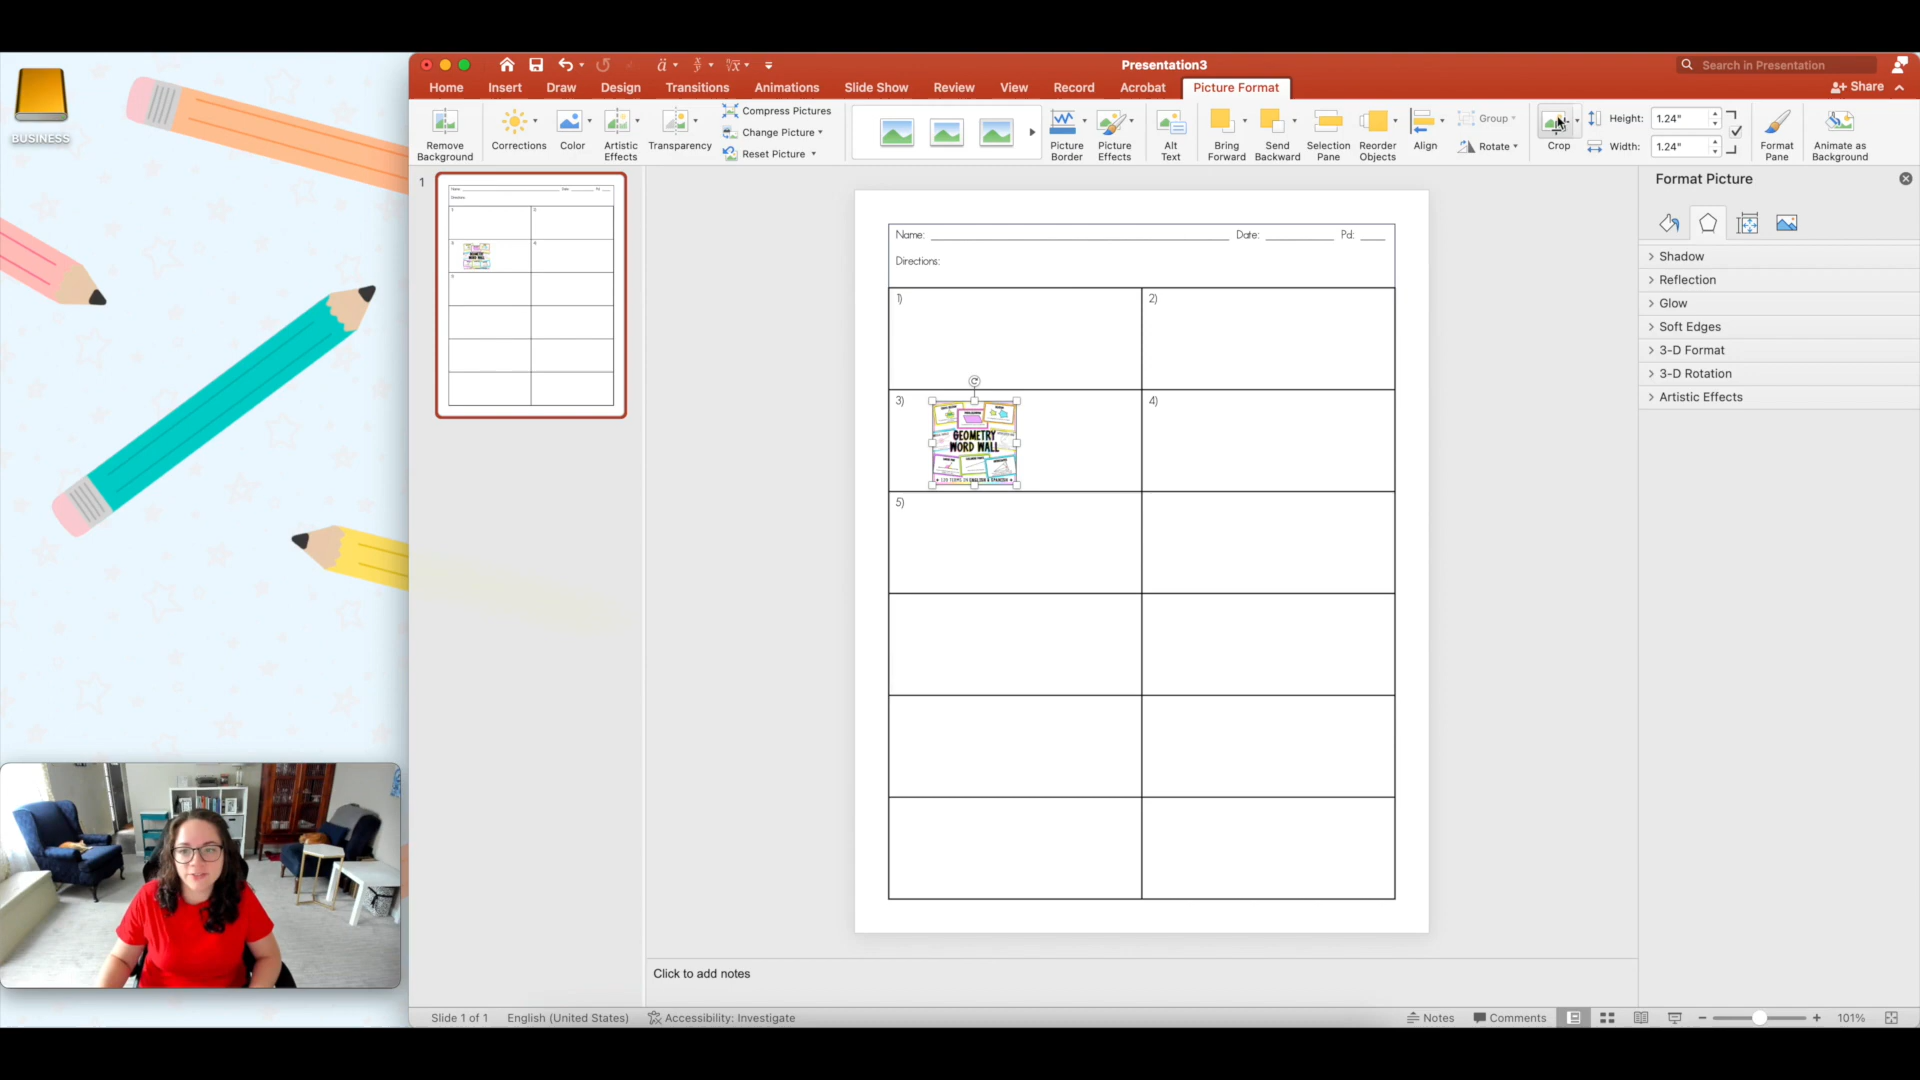 BUSINESS
Presentation3
Search in Presentation
Home Insert Draw Design Transitions Animations Slide Show Review View Record Acrobat Picture Format
Share
Remove Background
Corrections
Color
Artistic Effects
Transparency
Compress Pictures
Change Picture
Reset Picture
Picture Border
Picture Effects
Alt Text
Bring Forward
Send Backward
Selection Pane
Reorder Objects
Align
Group
Rotate
Crop
Height: 1.24"
Width: 1.24"
Format Pane
Animate as Background
1
Name: Date: Pd:
Directions:
1) 2)
3) 4)
GEOMETRY
WORD WALL
5)
Format Picture
Shadow
Reflection
Glow
Soft Edges
3-D Format
3-D Rotation
Artistic Effects
Click to add notes
Slide 1 of 1 English (United States) Accessibility: Investigate Notes Comments 101%